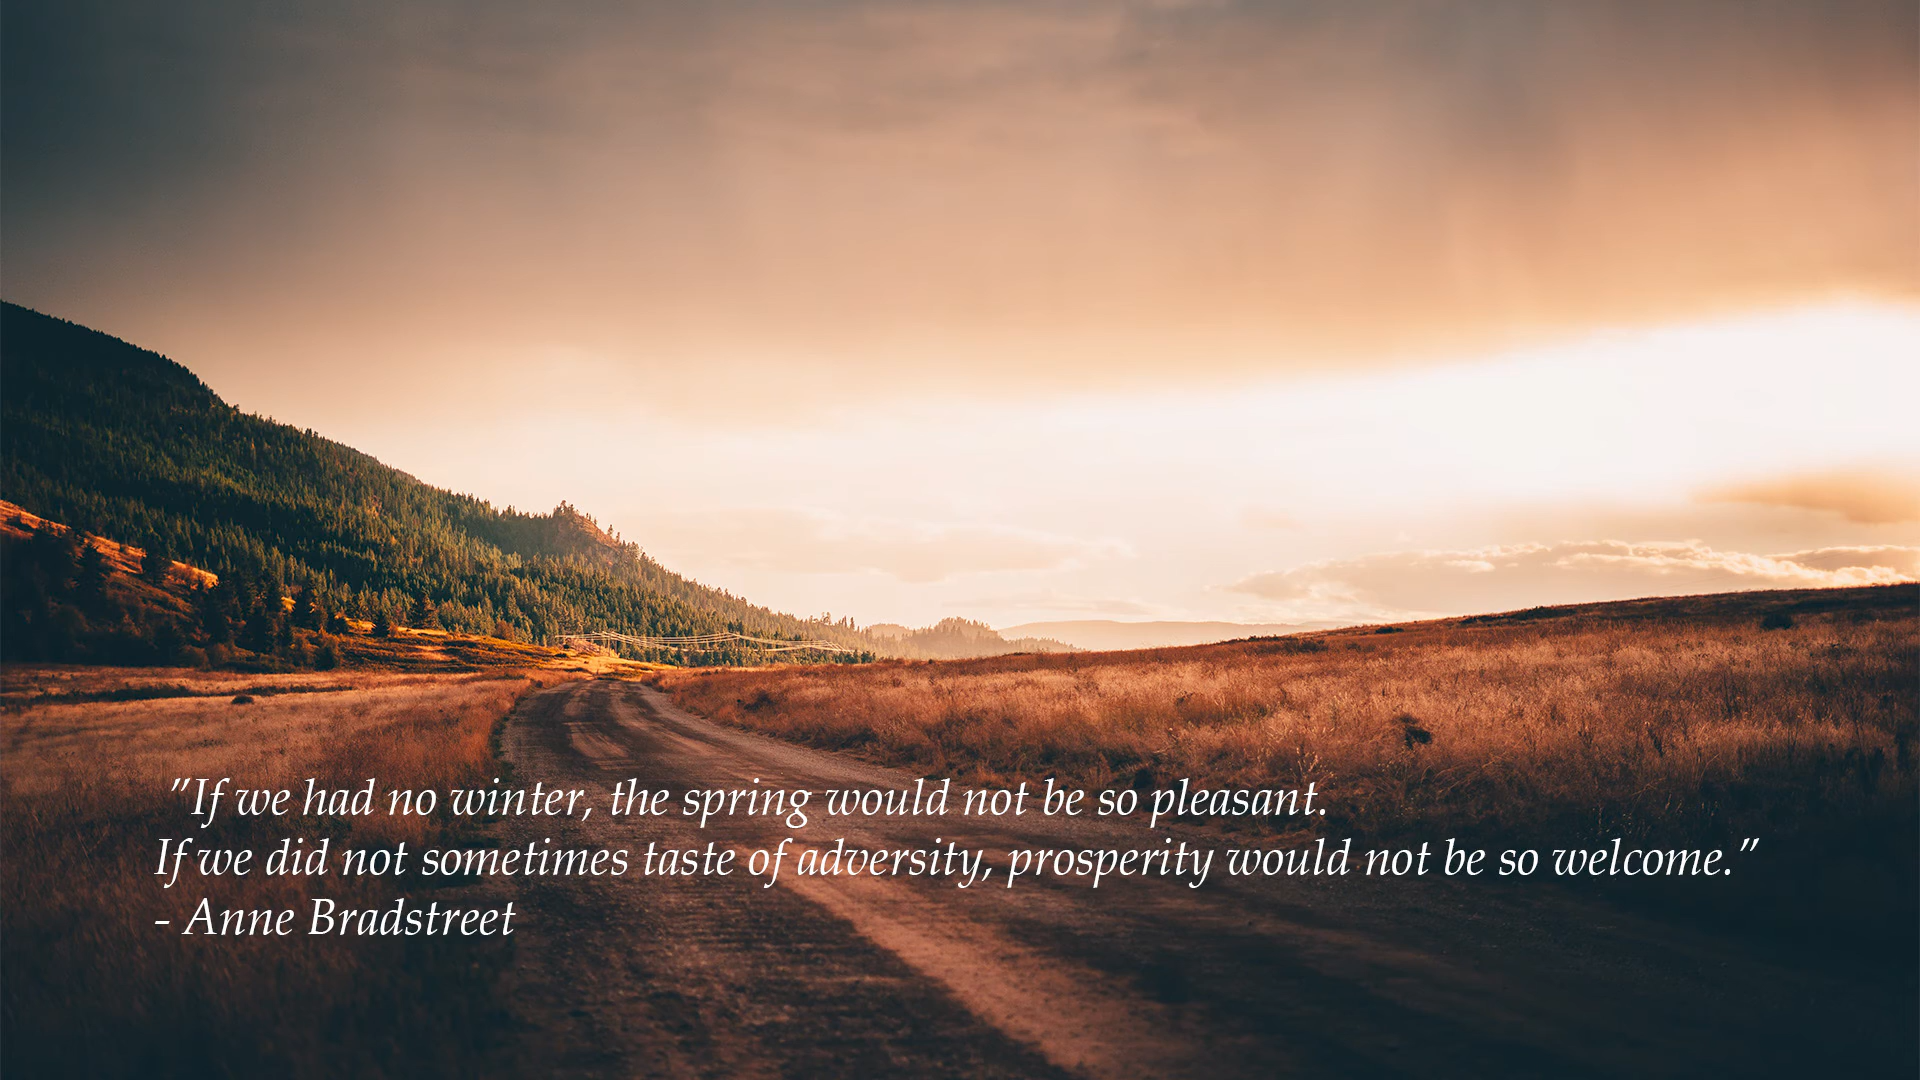 "If we had no winter, the spring would not be so pleasant.
If we did not sometimes taste of adversity, prosperity would not be so welcome."
- Anne Bradstreet